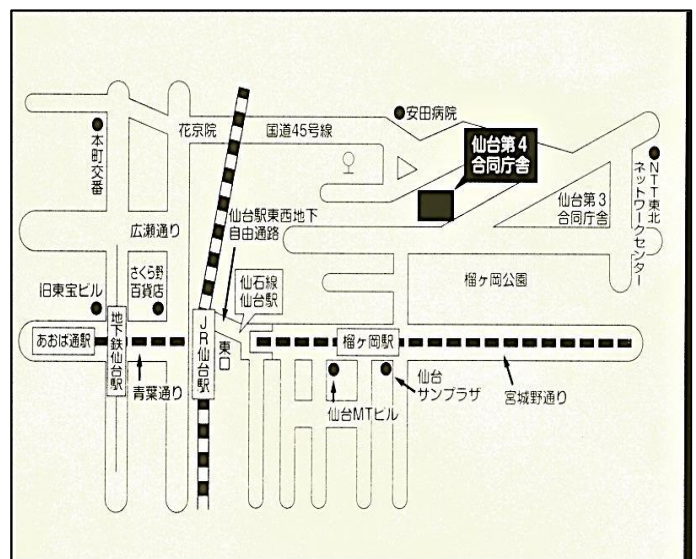 安田病院
花京院
国道45号線
本町交番
仙台第4
合同庁舎
NTT東北
ネットワークセンター
仙台第3
合同庁舎
仙台駅東西地下
自由通路
広瀬通り
さくら野
百貨店
仙石線
仙台駅
榴ヶ岡公園
旧東宝ビル
あおば通駅
地下鉄仙台駅
JR仙台駅
東口
榴ヶ岡駅
青葉通り
仙台MTビル
仙台
サンプラザ
宮城野通り